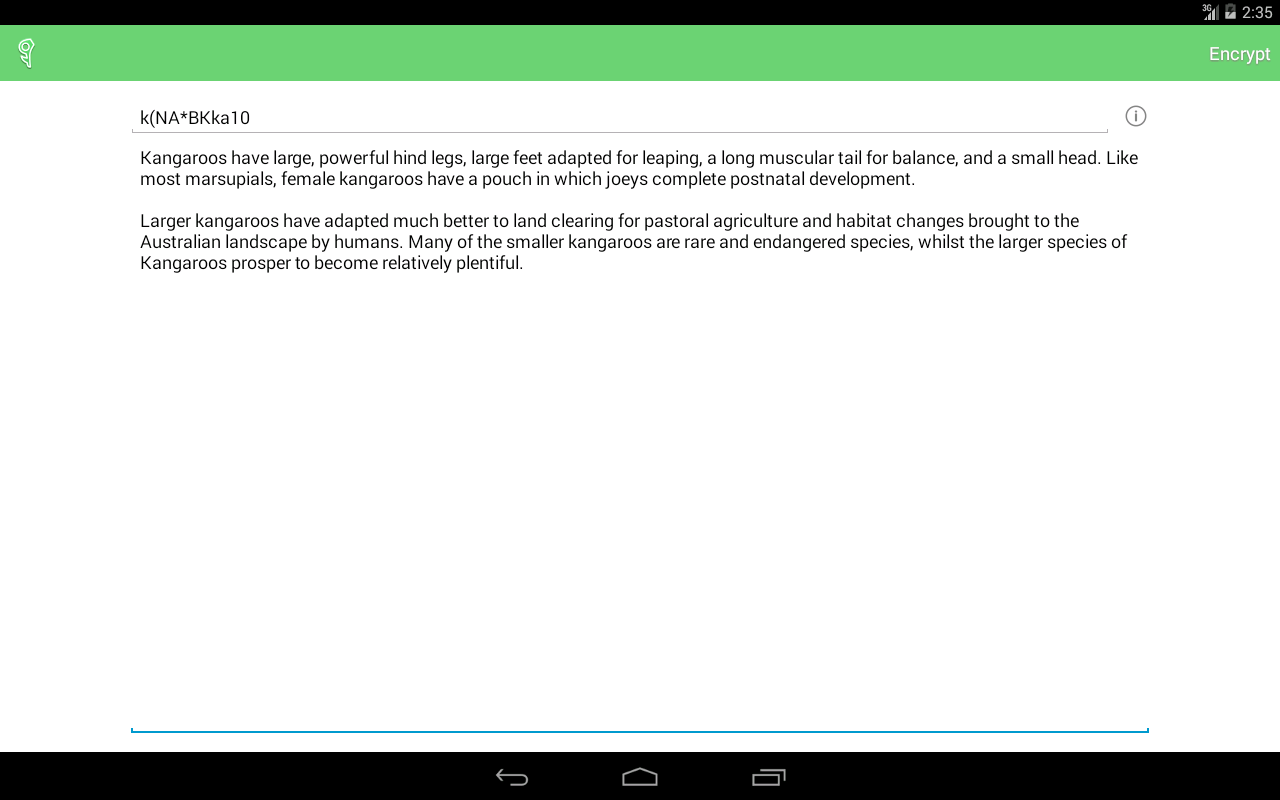 3G 2:35
Encrypt
k(NA*BKka10
Kangaroos have large, powerful hind legs, large feet adapted for leaping, a long muscular tail for balance, and a small head. Like
most marsupials, female kangaroos have a pouch in which joeys complete postnatal development.
Larger kangaroos have adapted much better to land clearing for pastoral agriculture and habitat changes brought to the
Australian landscape by humans. Many of the smaller kangaroos are rare and endangered species, whilst the larger species of
Kangaroos prosper to become relatively plentiful.